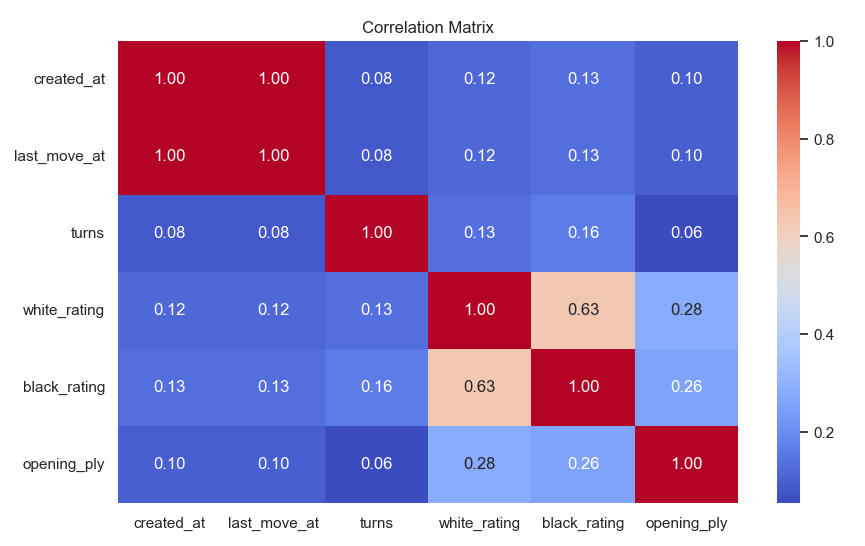 Correlation Matrix
created_at 1.00 1.00 0.08 0.12 0.13 0.10
last_move_at 1.00 1.00 0.08 0.12 0.13 0.10
turns 0.08 0.08 1.00 0.13 0.16 0.06
white_rating 0.12 0.12 0.13 1.00 0.63 0.28
black_rating 0.13 0.13 0.16 0.63 1.00 0.26
opening_ply 0.10 0.10 0.06 0.28 0.26 1.00
created_at last_move_at turns white_rating black_rating opening_ply
1.0
0.8
0.6
0.4
0.2